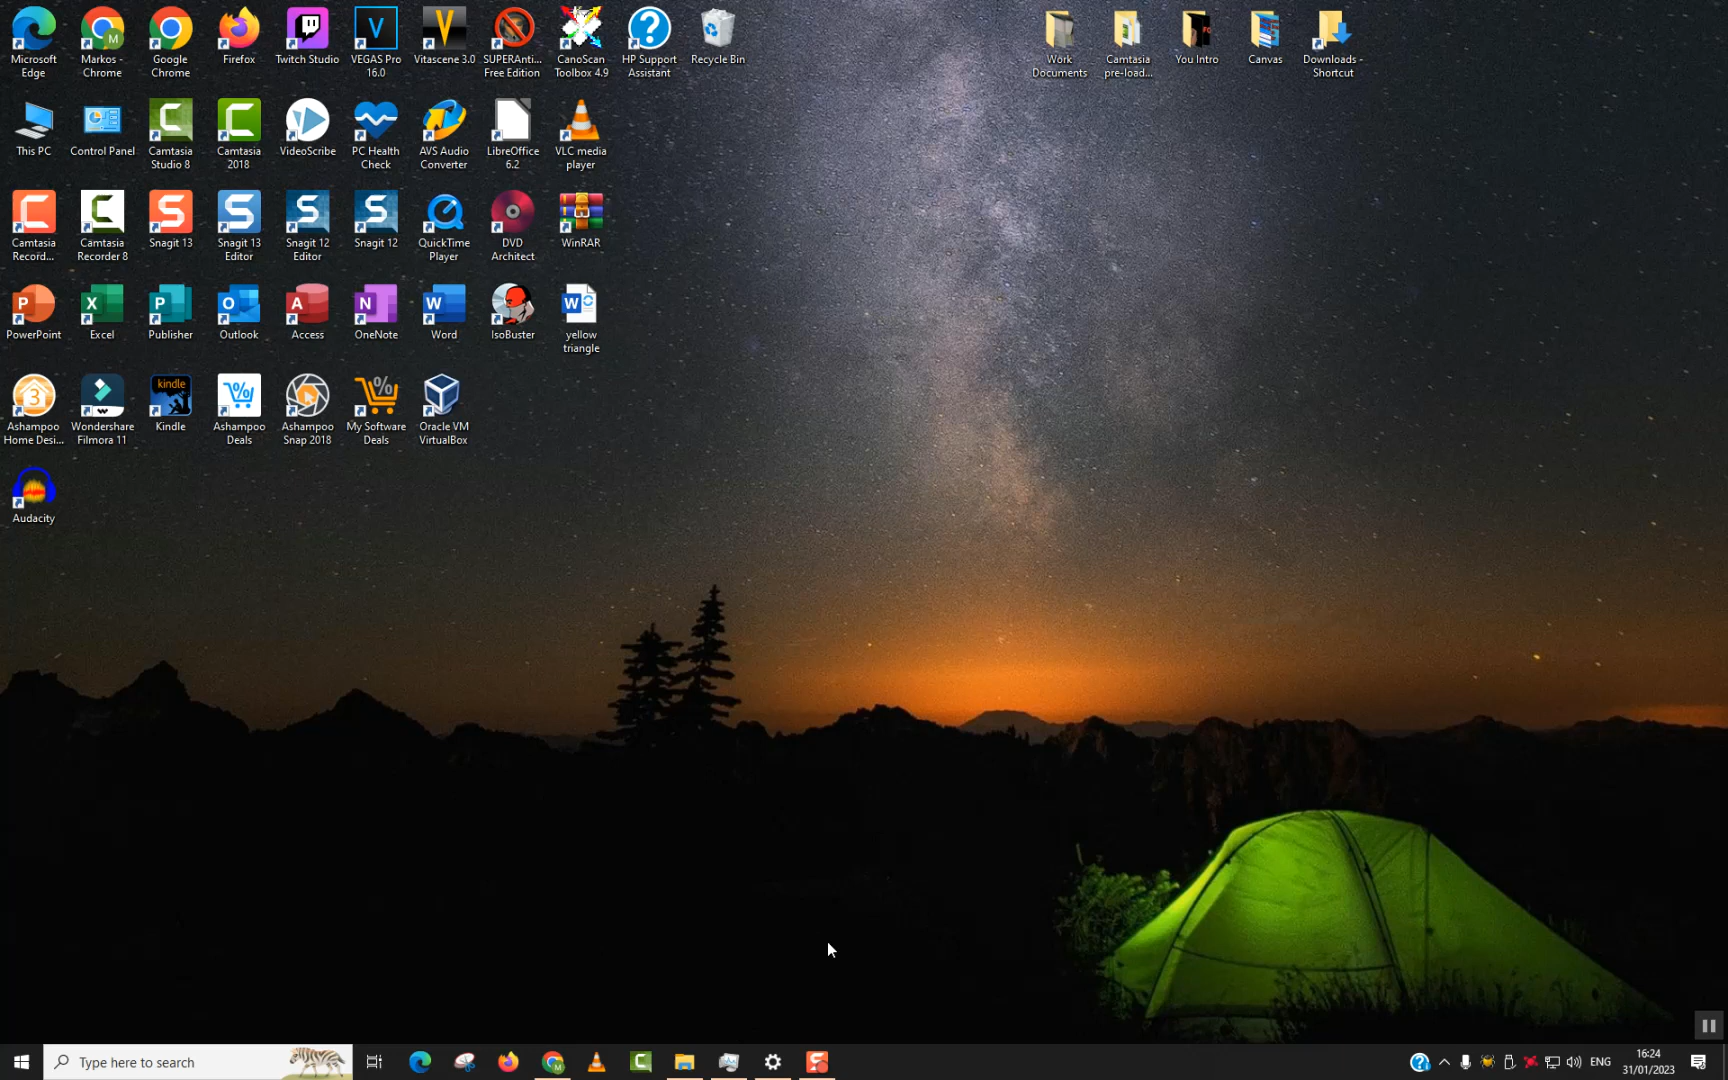 Microsoft
Edge
Markos -
Chrome
Google
Chrome
Firefox
Twitch Studio
VEGAS Pro
16.0
Vitascene 3.0
SUPERAnti...
Free Edition
CanoScan
Toolbox 4.9
HP Support
Assistant
Recycle Bin
Work
Documents
Camtasia
pre-load...
You Intro
Canvas
Downloads -
Shortcut
This PC
Control Panel
Camtasia
Studio 8
Camtasia
2018
VideoScribe
PC Health
Check
AVS Audio
Converter
LibreOffice
6.2
VLC media
player
Camtasia
Record...
Camtasia
Recorder 8
Snagit 13
Snagit 13
Editor
Snagit 12
Editor
Snagit 12
QuickTime
Player
DVD
Architect
WinRAR
PowerPoint
Excel
Publisher
Outlook
Access
OneNote
Word
IsoBuster
yellow
triangle
Ashampoo
Home Desi...
Wondershare
Filmora 11
kindle
Kindle
Ashampoo
Deals
Ashampoo
Snap 2018
My Software
Deals
Oracle VM
VirtualBox
Audacity
Type here to search
ENG
16:24
31/01/2023